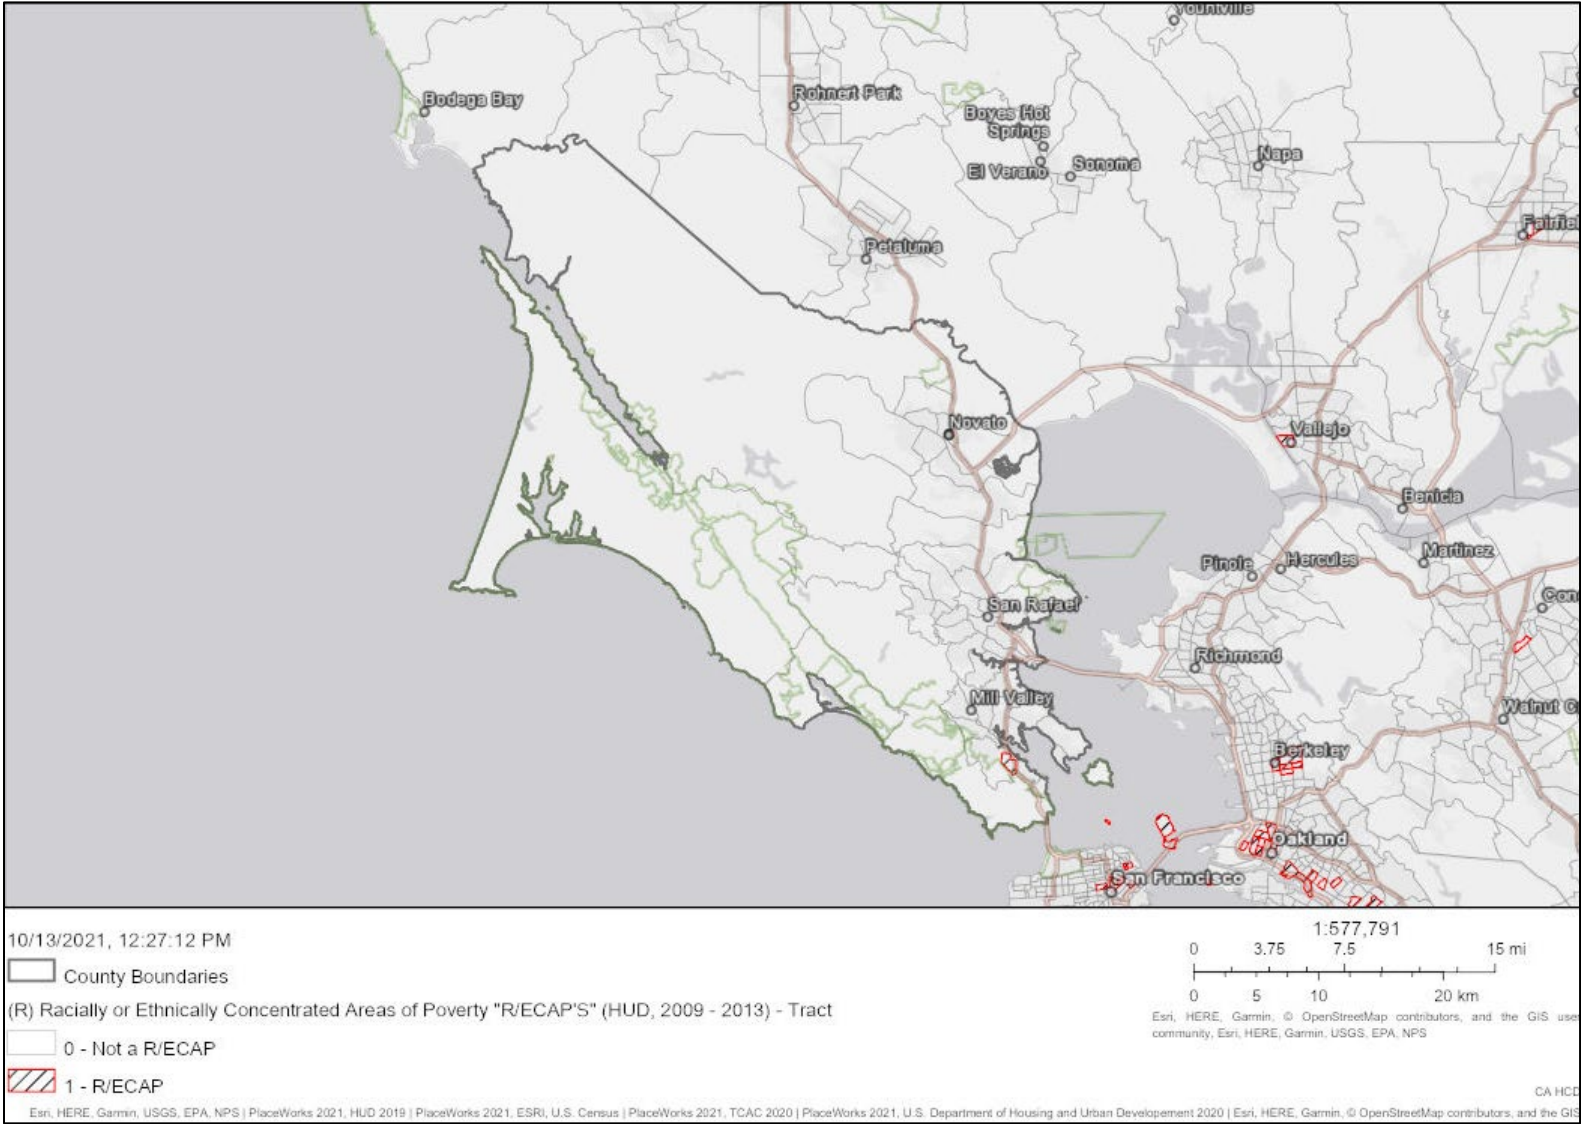 Yountville
Bodega Bay
Rohnert Park
Boyes Hot
Springs
El Verano
Sonoma
Napa
Fairfiel
Petaluma
Novato
Vallejo
Benicia
Martinez
Pinole
Hercules
Con
San Rafael
Richmond
Mill Valley
Walnut C
Berkeley
Oakland
San Francisco
10/13/2021, 12:27:12 PM
County Boundaries
(R) Racially or Ethnically Concentrated Areas of Poverty "R/ECAP'S" (HUD, 2009 - 2013) - Tract
0 - Not a R/ECAP
1 - R/ECAP
1:577,791
0 3.75 7.5 15 mi
0 5 10 20 km
Esri, HERE, Garmin, © OpenStreetMap contributors, and the GIS user
community, Esri, HERE, Garmin, USGS, EPA, NPS
CA HCD
Esri, HERE, Garmin, USGS, EPA, NPS | PlaceWorks 2021, HUD 2019 | PlaceWorks 2021, ESRI, U.S. Census | PlaceWorks 2021, TCAC 2020 | PlaceWorks 2021, U.S. Department of Housing and Urban Developement 2020 | Esri, HERE, Garmin, © OpenStreetMap contributors, and the GIS